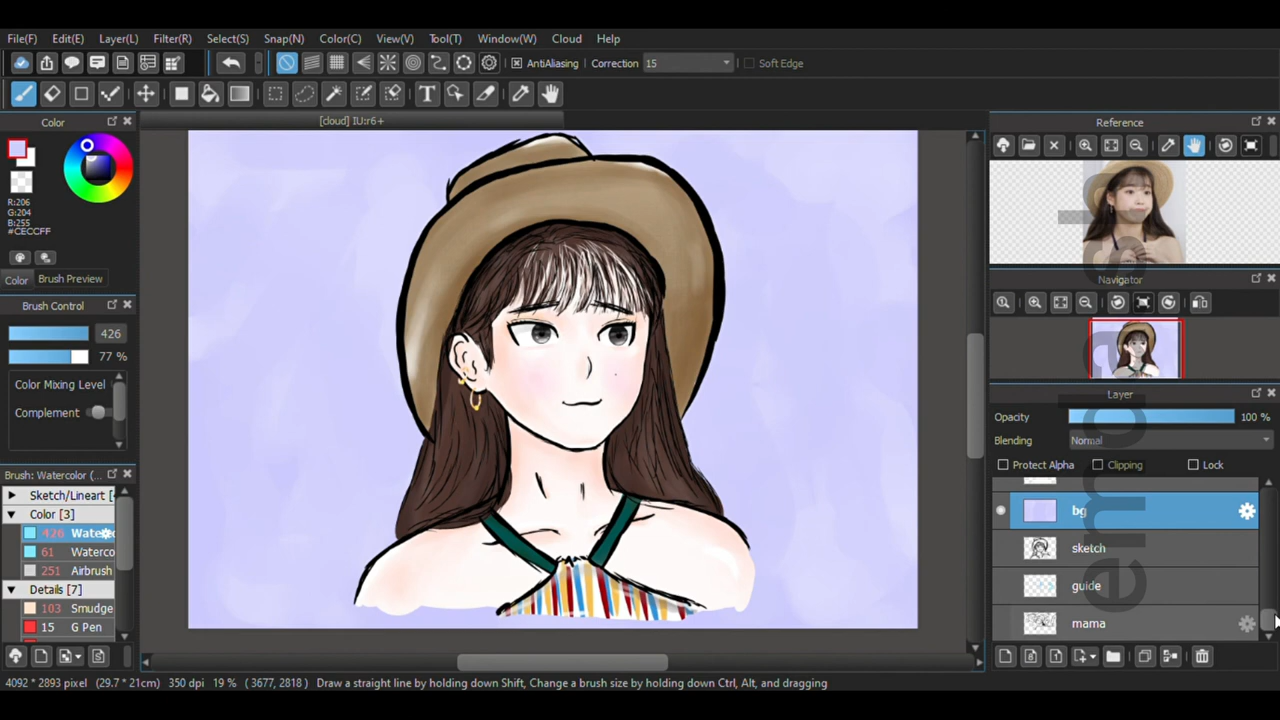 File(F) Edit(E) Layer(L) Filter(R) Select(S) Snap(N) Color(C) View(V) Tool(T) Window(W) Cloud Help
AntiAliasing Correction 15 Soft Edge
T
[cloud] IU:r6+
Color
R:206
G:204
B:255
#CECCFF
Color Brush Preview
Brush Control
426
77 %
Color Mixing Level
Complement
Brush: Watercolor (...
Sketch/Lineart [
Color [3]
426 Waterc
61 Waterco
251 Airbrush
Details [7]
103 Smudge
15 G Pen
Reference
Navigator
Layer
Opacity 100 %
Blending Normal
Protect Alpha Clipping Lock
bg
sketch
guide
mama
4092 * 2893 pixel (29.7 * 21cm) 350 dpi 19 % ( 3677, 2818 ) Draw a straight line by holding down Shift, Change a brush size by holding down Ctrl, Alt, and dragging